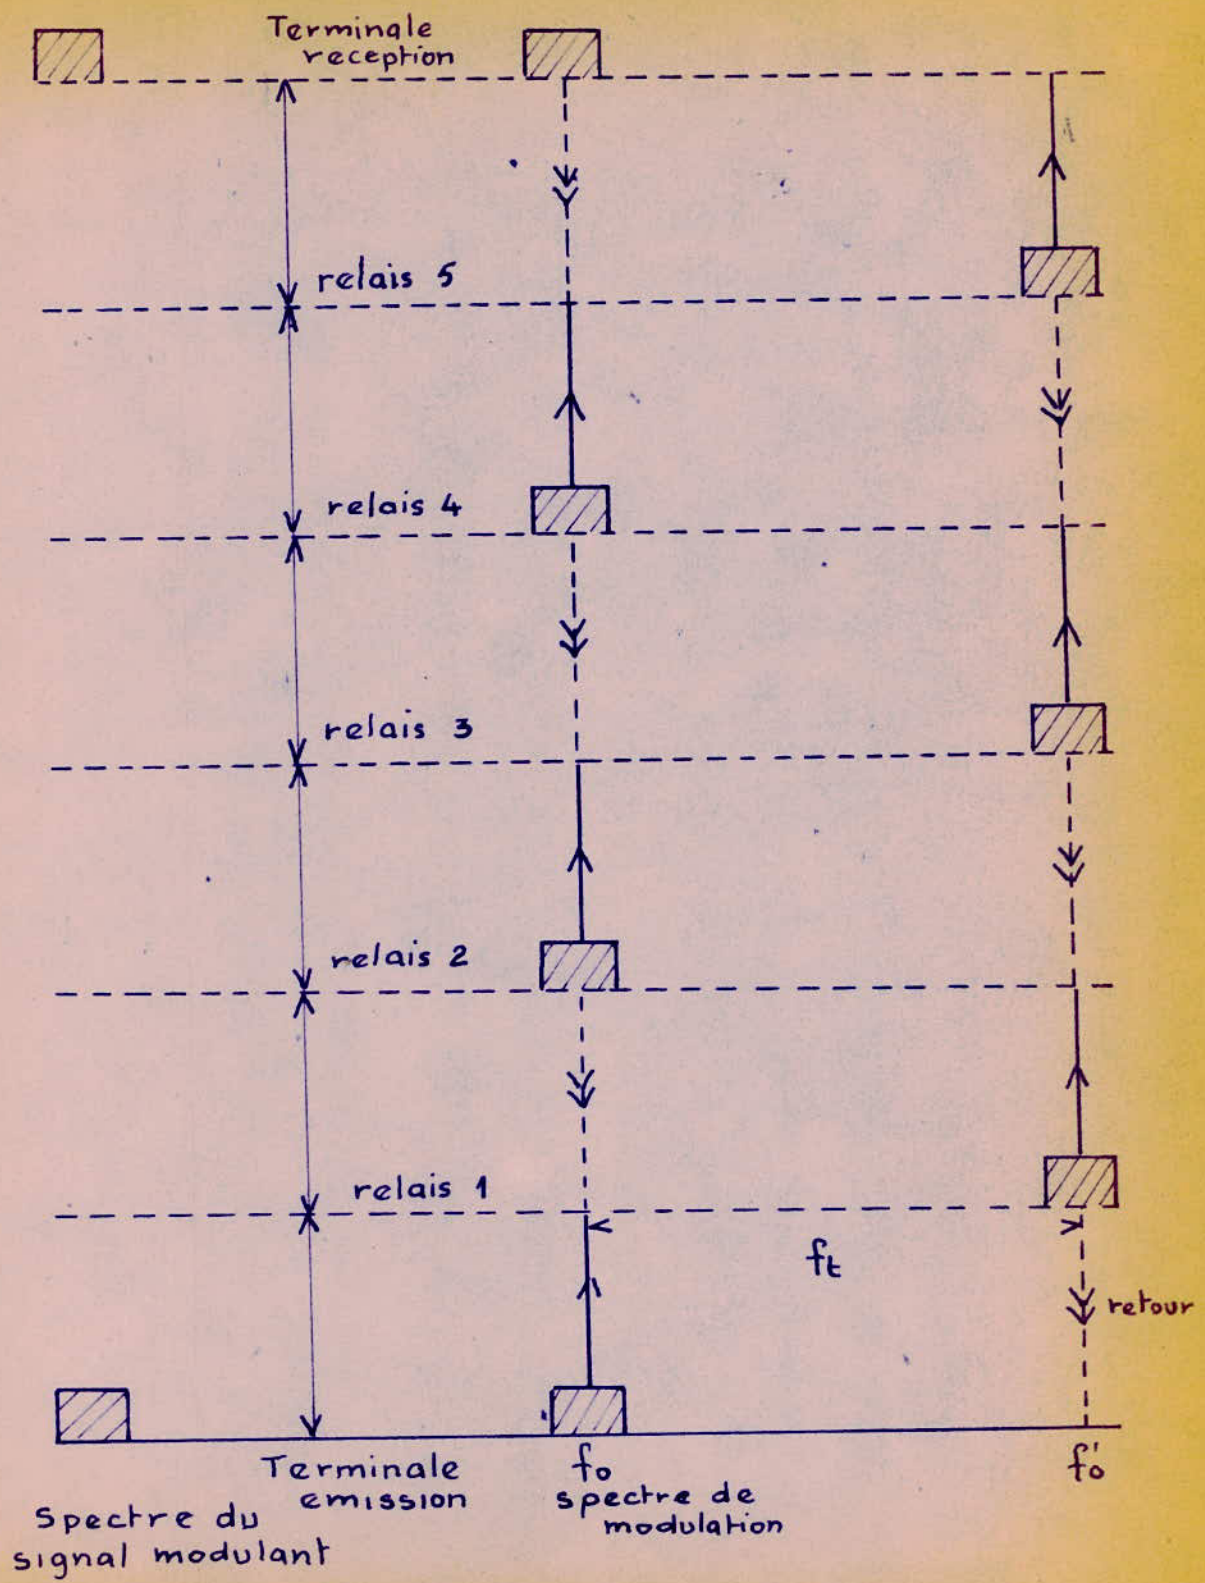 Terminale
reception
relais 5
relais 4
relais 3
relais 2
relais 1
ft
retour
Terminale
emission
fo
f'o
spectre de
modulation
Spectre du
signal modulant